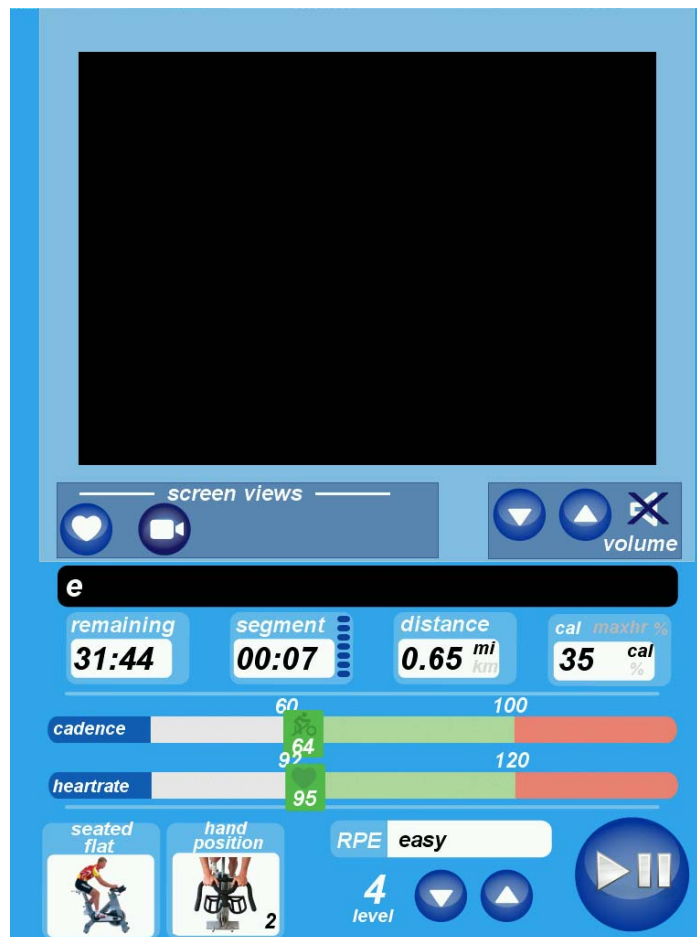 screen views
volume
e
remaining
segment
distance
cal maxhr %
31:44
00:07
0.65 mi km
35 cal %
60 100
cadence
64
92 120
heartrate
95
seated flat
hand position
2
RPE easy
4
level